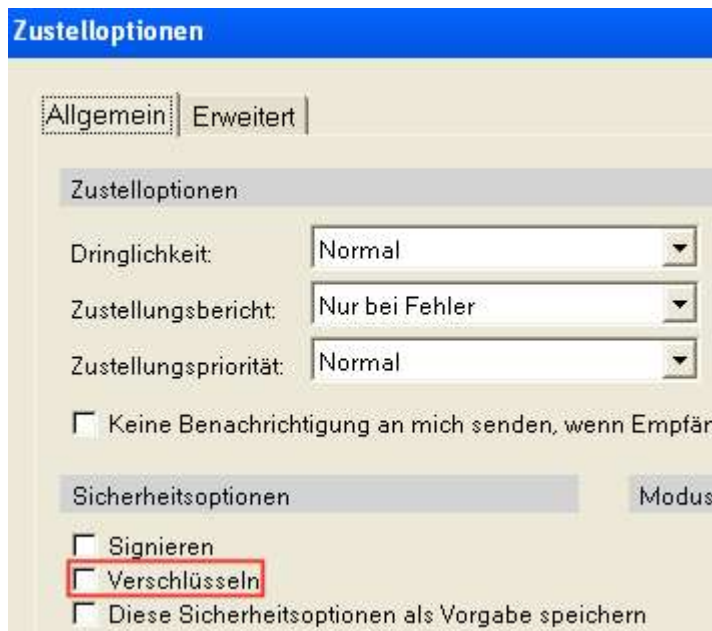 Zustelloptionen
Allgemein Erweitert
Zustelloptionen
Dringlichkeit: Normal
Zustellungsbericht: Nur bei Fehler
Zustellungspriorität: Normal
Keine Benachrichtigung an mich senden, wenn Empfän
Sicherheitsoptionen Modus
Signieren
Verschlüsseln
Diese Sicherheitsoptionen als Vorgabe speichern